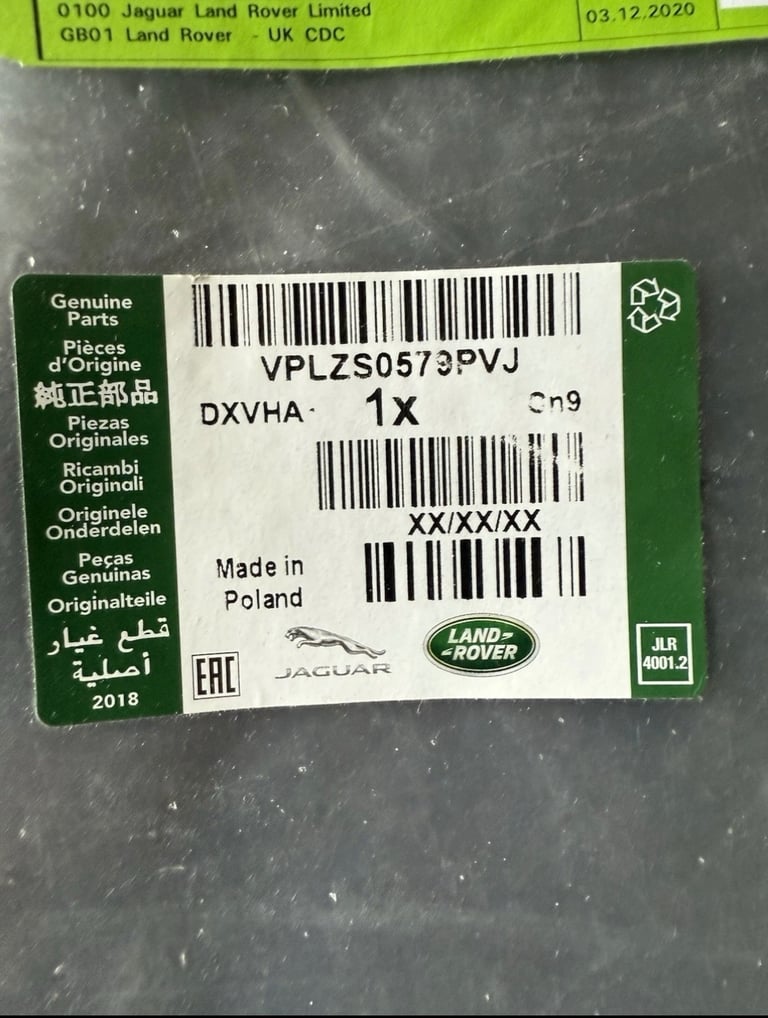 0100 Jaguar Land Rover Limited
GB01 Land Rover - UK CDC
03.12.2020
Genuine
Parts
Pièces
d'Origine
純正部品
Piezas
Originales
Ricambi
Originali
Originele
Onderdelen
Peças
Genuinas
Originalteile
قطع غيار
أصلية
2018
VPLZS0579PVJ
DXVHA
1x
Cn9
XX/XX/XX
Made in
Poland
EAC
JAGUAR
LAND-
-ROVER
JLR
4001.2